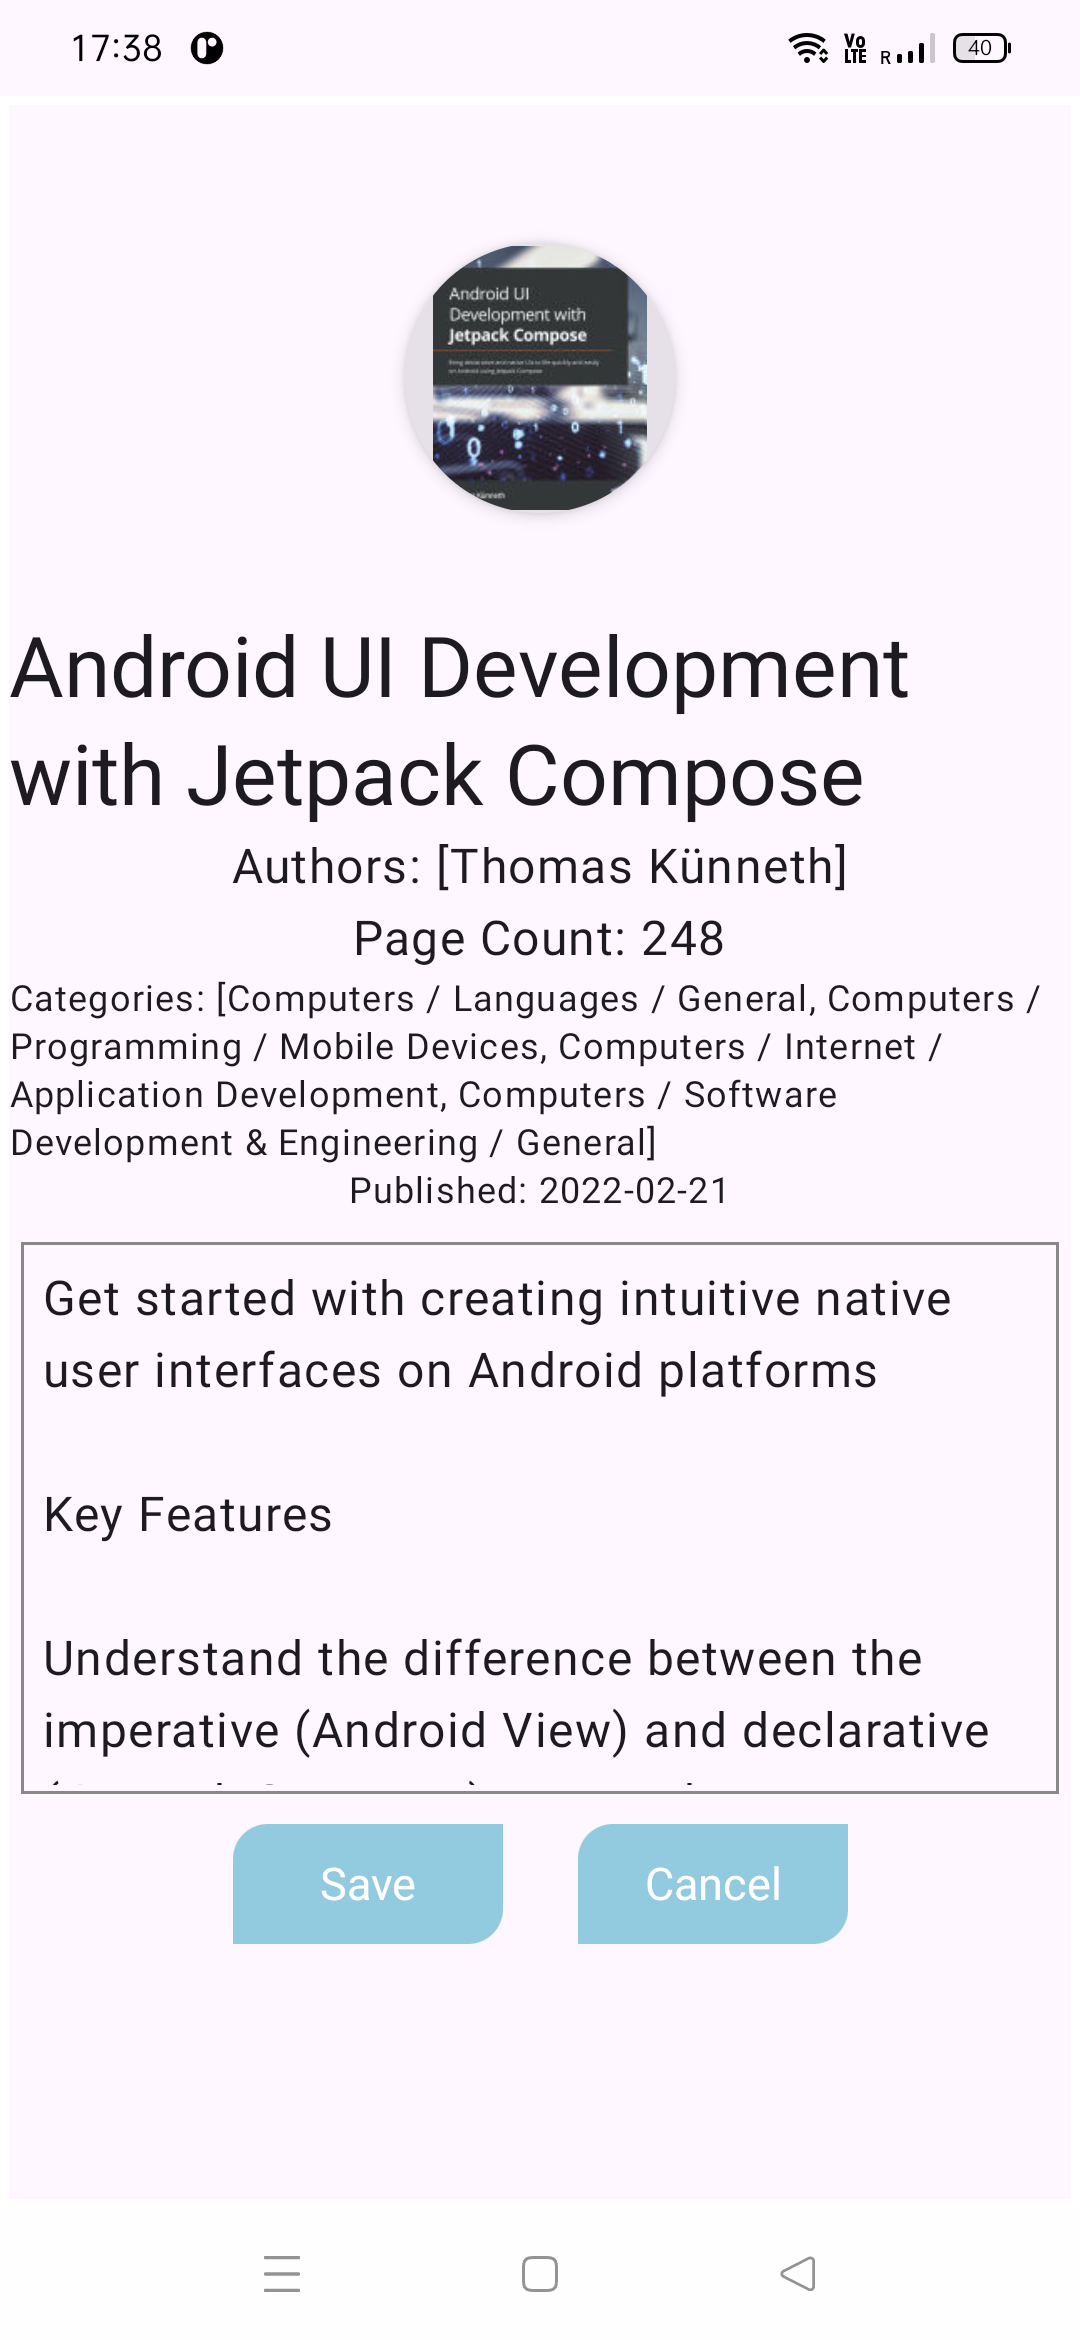 17:38
Vo
LTE
R
40
Android UI
Development with
Jetpack Compose
Künneth
Android UI Development
with Jetpack Compose
Authors: [Thomas Künneth]
Page Count: 248
Categories: [Computers / Languages / General, Computers /
Programming / Mobile Devices, Computers / Internet /
Application Development, Computers / Software
Development & Engineering / General]
Published: 2022-02-21
Get started with creating intuitive native
user interfaces on Android platforms
Key Features
Understand the difference between the
imperative (Android View) and declarative
Save
Cancel